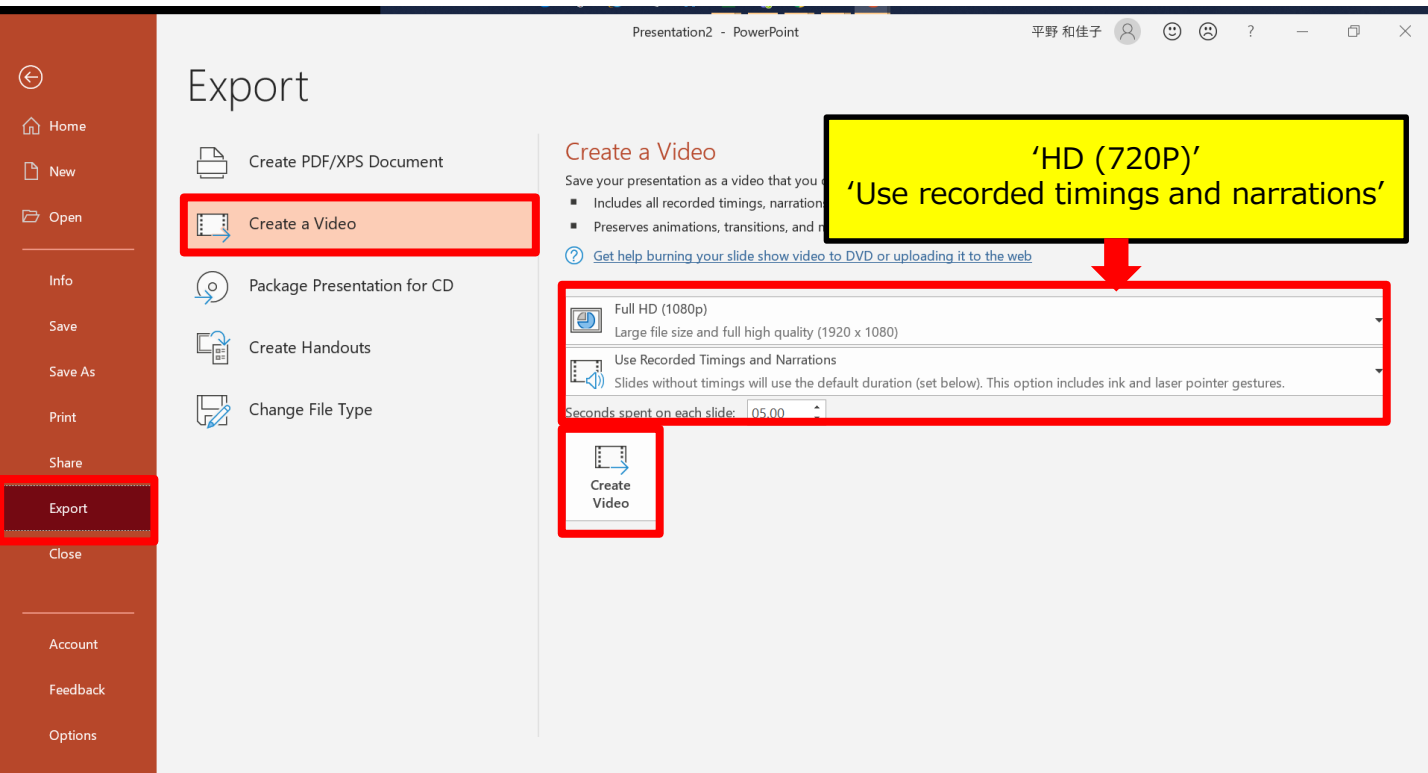 Presentation2 - PowerPoint
平野 和佳子
?
Export
Home
New
Open
Info
Save
Save As
Print
Share
Export
Close
Account
Feedback
Options
Create PDF/XPS Document
Create a Video
Package Presentation for CD
Create Handouts
Change File Type
Create a Video
Save your presentation as a video that you
Includes all recorded timings, narration
Preserves animations, transitions, and
? Get help burning your slide show video to DVD or uploading it to the web
‘HD (720P)’
‘Use recorded timings and narrations’
Full HD (1080p)
Large file size and full high quality (1920 x 1080)
Use Recorded Timings and Narrations
Slides without timings will use the default duration (set below). This option includes ink and laser pointer gestures.
Seconds spent on each slide: 05.00
Create
Video